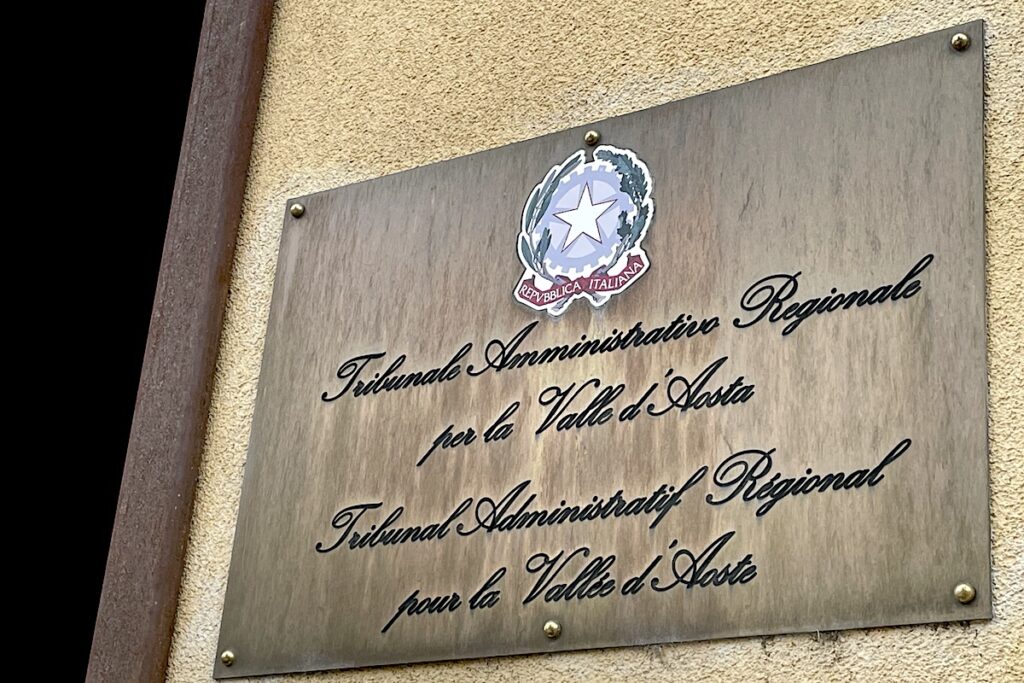 REPVBBLICA ITALIANA
Tribunale Amministrativo Regionale
per la Valle d'Aosta
Tribunal Administratif Régional
pour la Vallée d'Aoste